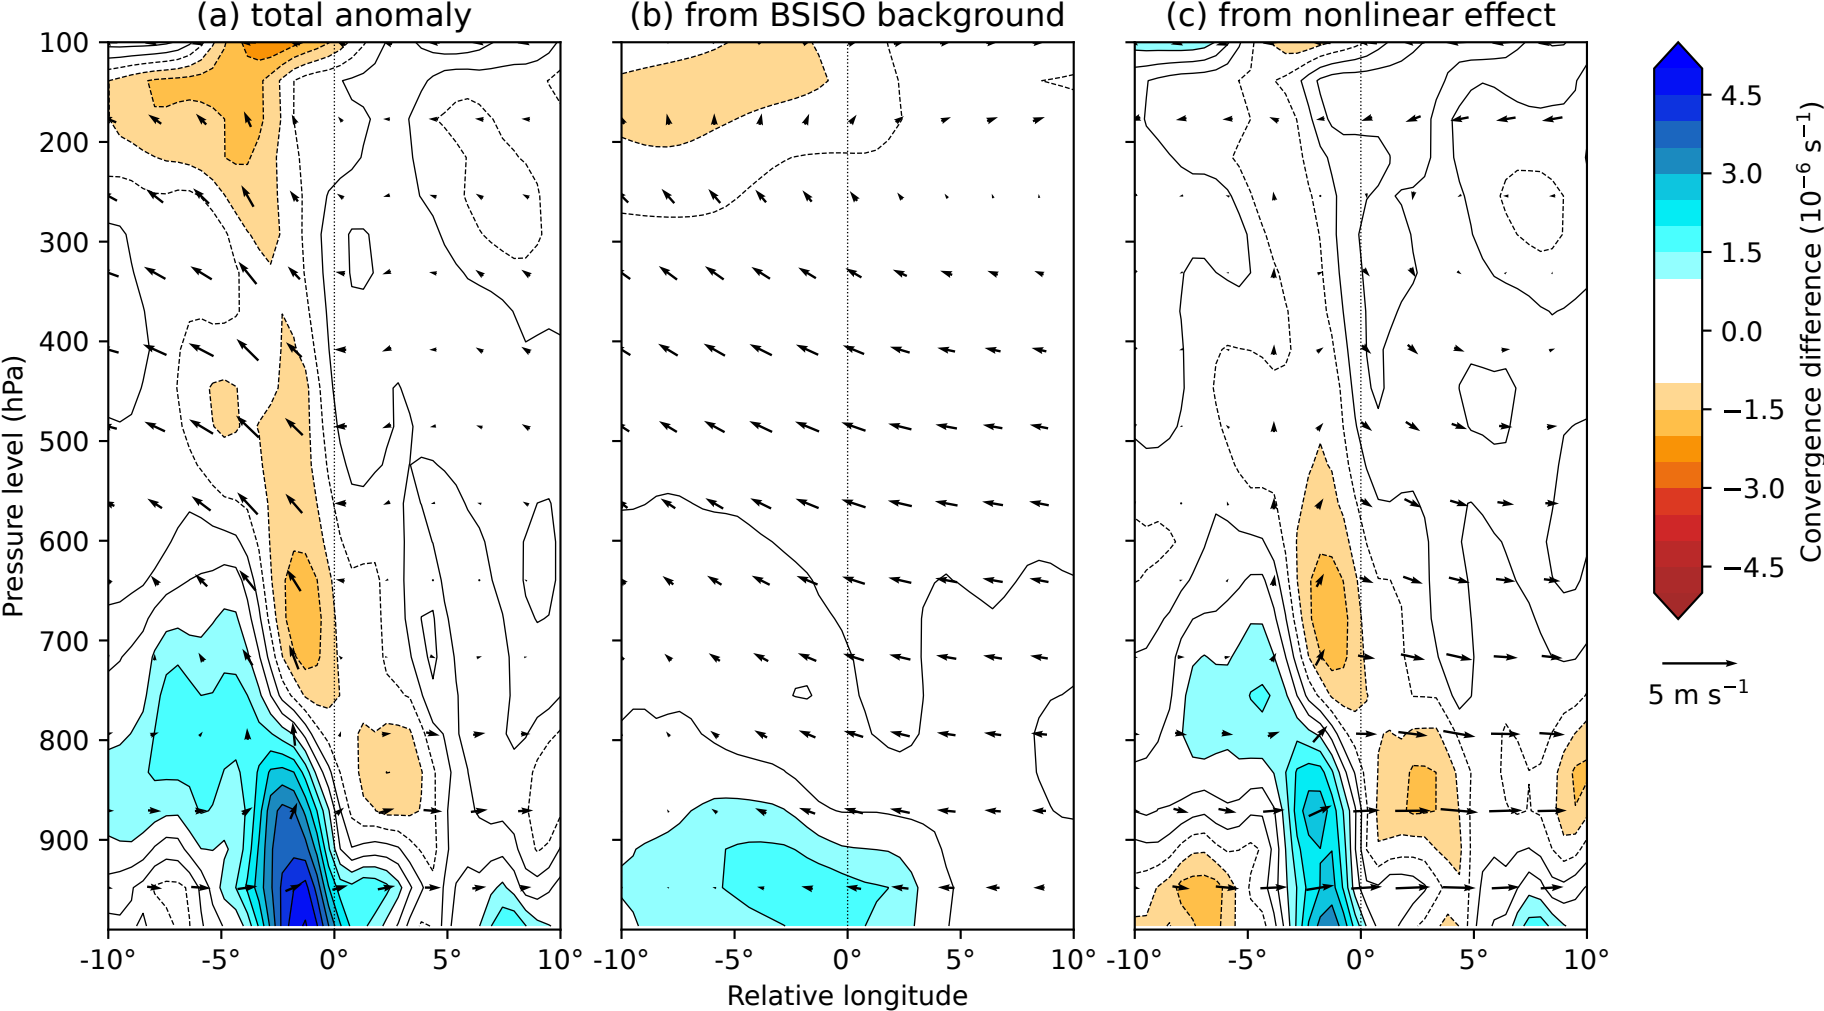 (a) total anomaly
(b) from BSISO background
(c) from nonlinear effect
Pressure level (hPa)
100
200
300
400
500
600
700
800
900
-10° -5° 0° 5° 10°
-10° -5° 0° 5° 10°
-10° -5° 0° 5° 10°
Relative longitude
4.5
3.0
1.5
0.0
−1.5
−3.0
−4.5
Convergence difference (10⁻⁶ s⁻¹)
5 m s⁻¹